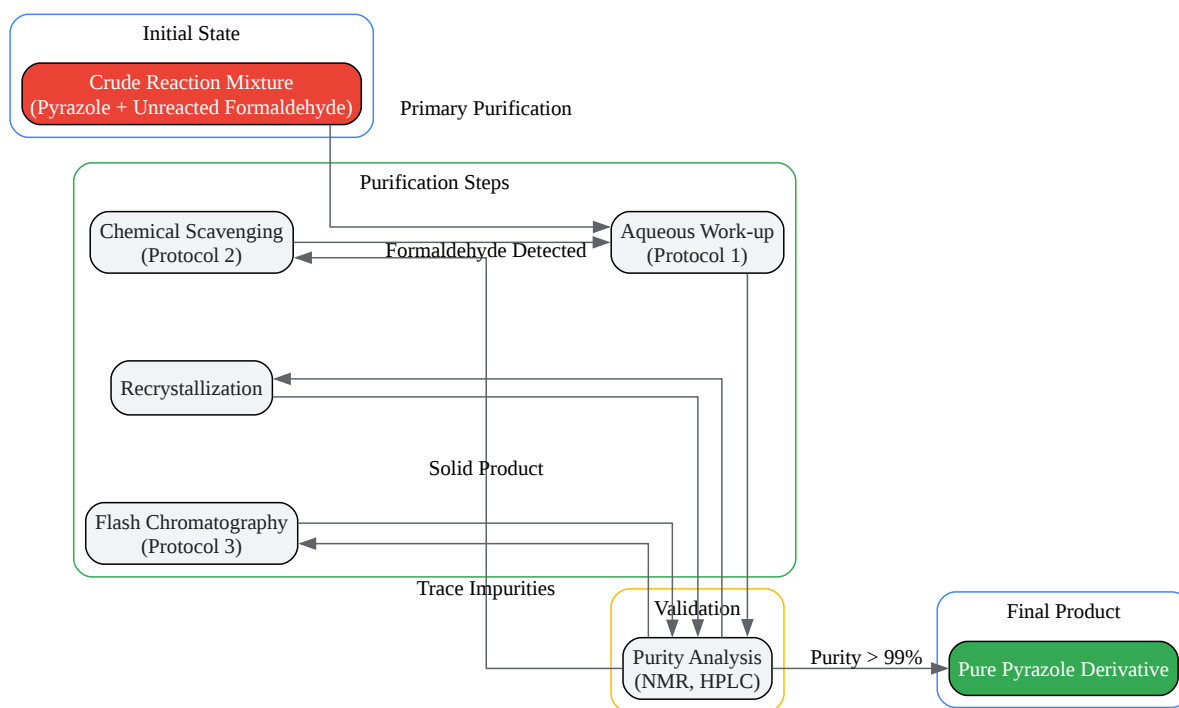 Initial State
Crude Reaction Mixture
(Pyrazole + Unreacted Formaldehyde)
Primary Purification
Purification Steps
Chemical Scavenging
(Protocol 2)
Formaldehyde Detected
Aqueous Work-up
(Protocol 1)
Recrystallization
Solid Product
Flash Chromatography
(Protocol 3)
Trace Impurities
Validation
Purity Analysis
(NMR, HPLC)
Purity > 99%
Final Product
Pure Pyrazole Derivative